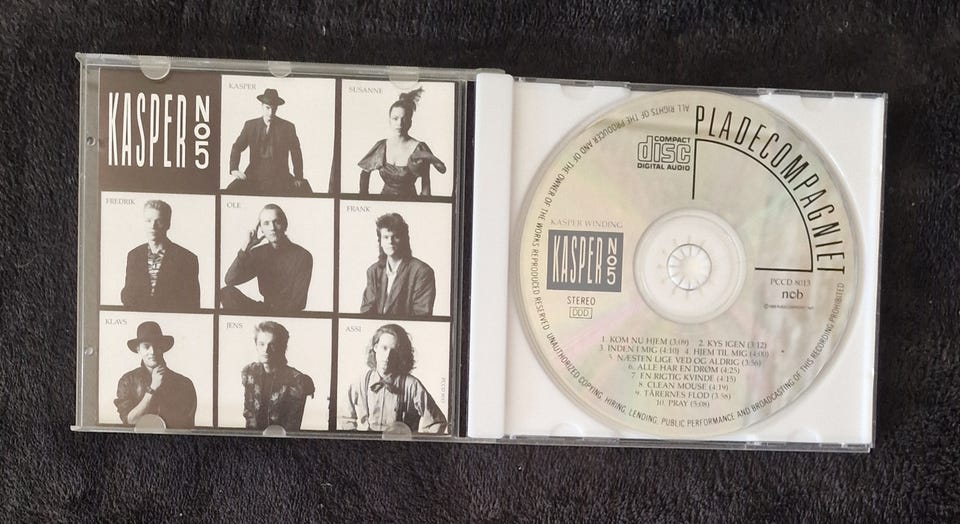 KASPER NO5
KASPER
SUSANNE
FREDRIK
OLE
FRANK
KLAVS
JENS
ASSI
PLADECOMPAGNIET
COMPACT
disc
DIGITAL AUDIO
KASPER WINDING
KASPER NO5
STEREO
DDD
PCCD 8013
ncb
1. KOM NU HJEM (3:09) 2. KYS IGEN (3:12)
3. INDEN I MIG (4:10) 4. HJEM TIL MIG (4:00)
5. NÆSTEN LIGE VED OG ALDRIG (3:56)
6. ALLE HAR EN DRØM (4:25)
7. EN RIGTIG KVINDE (4:15)
8. CLEAN MOUSE (4:19)
9. TÅRERNES FLOD (3:58)
10. PRAY (5:08)
ALL RIGHTS OF THE PRODUCER AND OF THE OWNER OF THE WORKS REPRODUCED RESERVED. UNAUTHORIZED COPYING, HIRING, LENDING, PUBLIC PERFORMANCE AND BROADCASTING OF THIS RECORDING PROHIBITED